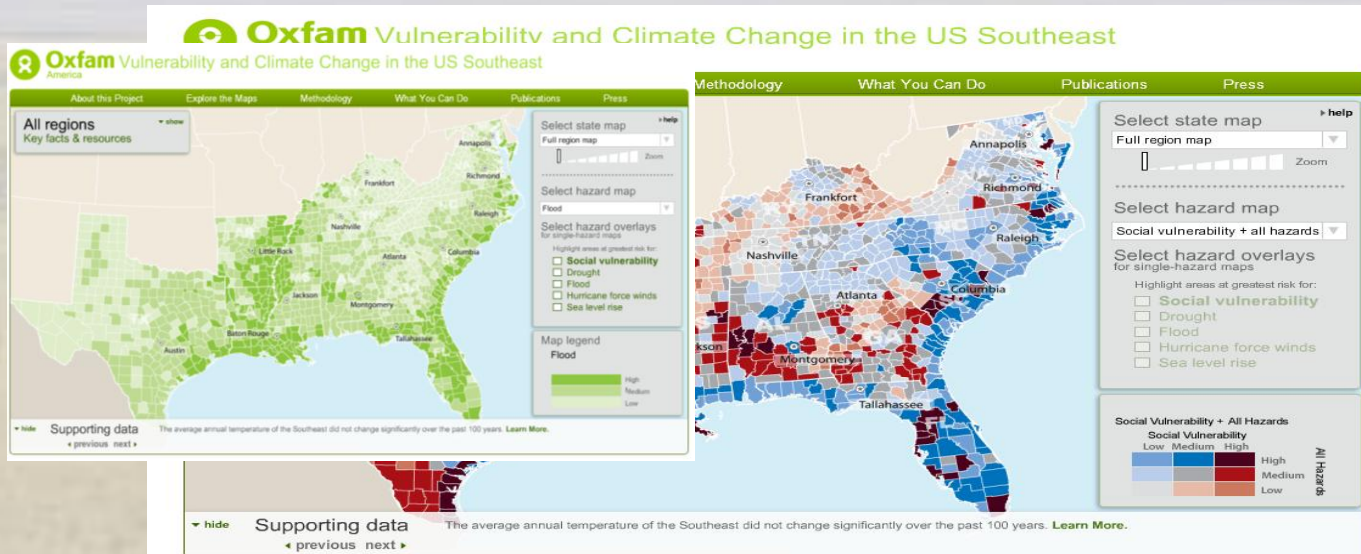 Oxfam Vulnerability and Climate Change in the US Southeast
Oxfam Vulnerability and Climate Change in the US Southeast
America
About this Project Explore the Maps Methodology What You Can Do Publications Press
All regions
▾ show
Key facts & resources
▸ help
Select state map
Full region map
Zoom
Select hazard map
Flood
Select hazard overlays
for single-hazard maps
Highlight areas at greatest risk for:
Social vulnerability
Drought
Flood
Hurricane force winds
Sea level rise
Map legend
Flood
High
Medium
Low
Annapolis
Frankfort
Richmond
Raleigh
Nashville
Little Rock
Atlanta
Columbia
Jackson
Montgomery
Baton Rouge
Tallahassee
Austin
▾ hide Supporting data The average annual temperature of the Southeast did not change significantly over the past 100 years. Learn More.
◂ previous next ▸
Methodology What You Can Do Publications Press
▸ help
Select state map
Full region map
Zoom
Select hazard map
Social vulnerability + all hazards
Select hazard overlays
for single-hazard maps
Highlight areas at greatest risk for:
Social vulnerability
Drought
Flood
Hurricane force winds
Sea level rise
Annapolis
Frankfort
Richmond
Raleigh
Nashville
Atlanta
Columbia
GA
kson
Montgomery
Tallahassee
Social Vulnerability + All Hazards
Social Vulnerability
Low Medium High
High
Medium
Low
All Hazards
▾ hide Supporting data The average annual temperature of the Southeast did not change significantly over the past 100 years. Learn More.
◂ previous next ▸